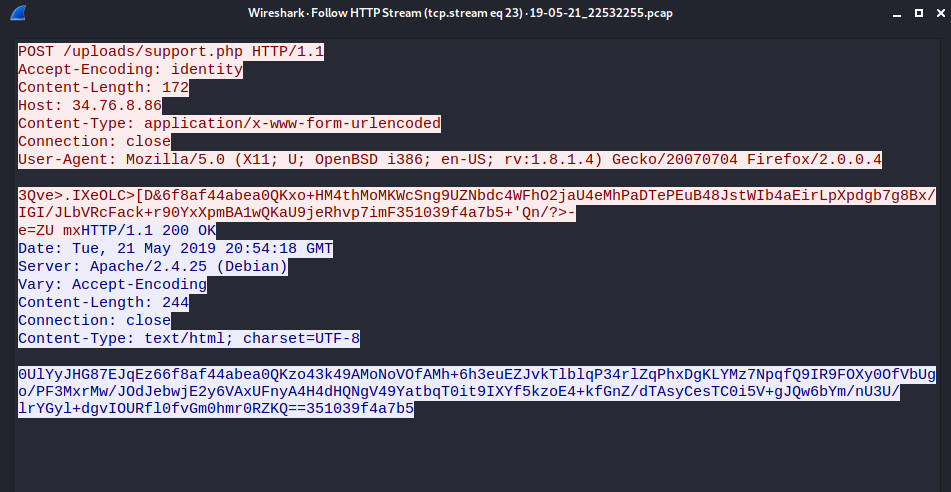 Wireshark · Follow HTTP Stream (tcp.stream eq 23) · 19-05-21_22532255.pcap
POST /uploads/support.php HTTP/1.1
Accept-Encoding: identity
Content-Length: 172
Host: 34.76.8.86
Content-Type: application/x-www-form-urlencoded
Connection: close
User-Agent: Mozilla/5.0 (X11; U; OpenBSD i386; en-US; rv:1.8.1.4) Gecko/20070704 Firefox/2.0.0.4
3Qve>.IXeOLC>[D&6f8af44abea0QKxo+HM4thMoMKWcSng9UZNbdc4WFhO2jaU4eMhPaDTePEuB48JstWIb4aEirLpXpdgb7g8Bx/
IGI/JLbVRcFack+r90YxXpmBA1wQKaU9jeRhvp7imF351039f4a7b5+'Qn/?>-
e=ZU mxHTTP/1.1 200 OK
Date: Tue, 21 May 2019 20:54:18 GMT
Server: Apache/2.4.25 (Debian)
Vary: Accept-Encoding
Content-Length: 244
Connection: close
Content-Type: text/html; charset=UTF-8
0UlYyJHG87EJqEz66f8af44abea0QKzo43k49AMoNoVOfAMh+6h3euEZJvkTlblqP34rlZqPhxDgKLYMz7NpqfQ9IR9FOXy0OfVbUg
o/PF3MxrMw/JOdJebwjE2y6VAxUFnyA4H4dHQNgV49YatbqT0it9IXYf5kzoE4+kfGnZ/dTAsyCesTC0i5V+gJQw6bYm/nU3U/
lrYGyl+dgvIOURfl0fvGm0hmr0RZKQ==351039f4a7b5